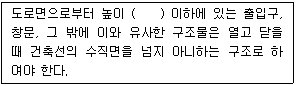 도로면으로부터 높이 (    ) 이하에 있는 출입구,
창문, 그 밖에 이와 유사한 구조물은 열고 닫을
때 건축선의 수직면을 넘지 아니하는 구조로 하
여야 한다.